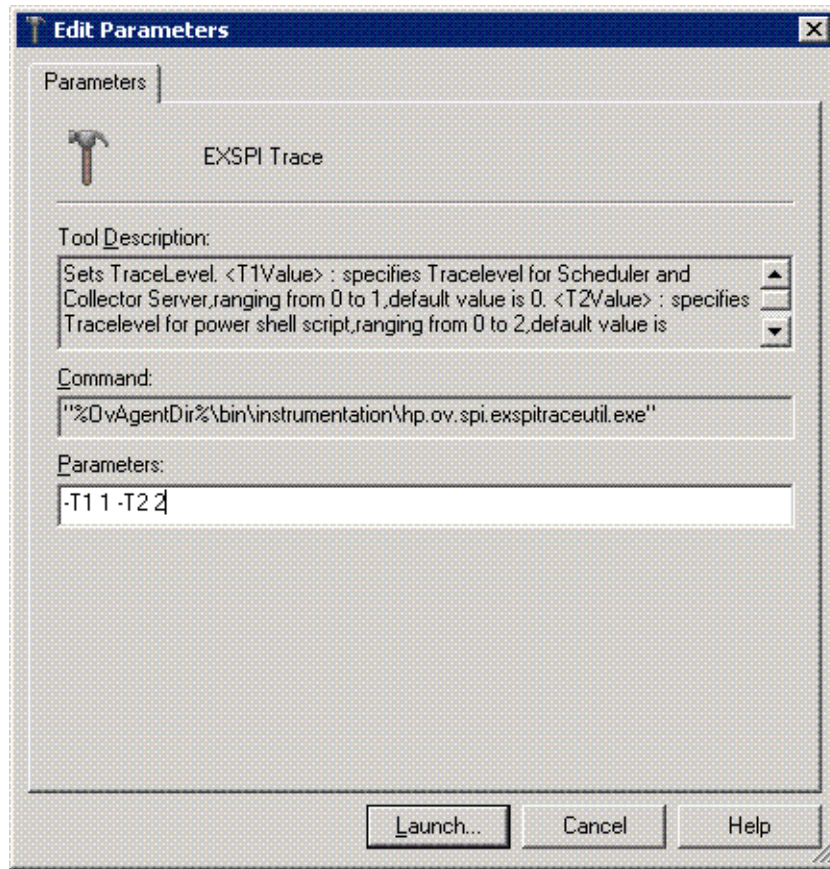 Edit Parameters
Parameters
EXSPI Trace
Tool Description:
Sets TraceLevel. <T1Value> : specifies Tracelevel for Scheduler and
Collector Server,ranging from 0 to 1,default value is 0. <T2Value> : specifies
Tracelevel for power shell script,ranging from 0 to 2,default value is
Command:
"%OvAgentDir%\bin\instrumentation\hp.ov.spi.exspitraceutil.exe"
Parameters:
-T1 1 -T2 2
Launch...
Cancel
Help